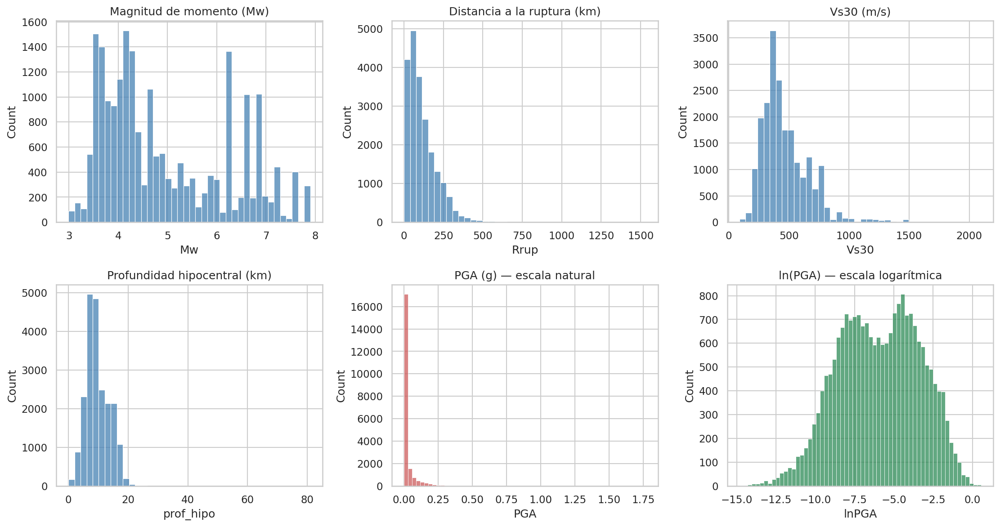 Magnitud de momento (Mw)
1600
1400
1200
1000
800
600
400
200
0
Count
3 4 5 6 7 8
Mw
Distancia a la ruptura (km)
5000
4000
3000
2000
1000
0
Count
0 250 500 750 1000 1250 1500
Rrup
Vs30 (m/s)
3500
3000
2500
2000
1500
1000
500
0
Count
0 500 1000 1500 2000
Vs30
Profundidad hipocentral (km)
5000
4000
3000
2000
1000
0
Count
0 20 40 60 80
prof_hipo
PGA (g) — escala natural
16000
14000
12000
10000
8000
6000
4000
2000
0
Count
0.00 0.25 0.50 0.75 1.00 1.25 1.50 1.75
PGA
ln(PGA) — escala logarítmica
800
700
600
500
400
300
200
100
0
Count
−15.0 −12.5 −10.0 −7.5 −5.0 −2.5 0.0
lnPGA